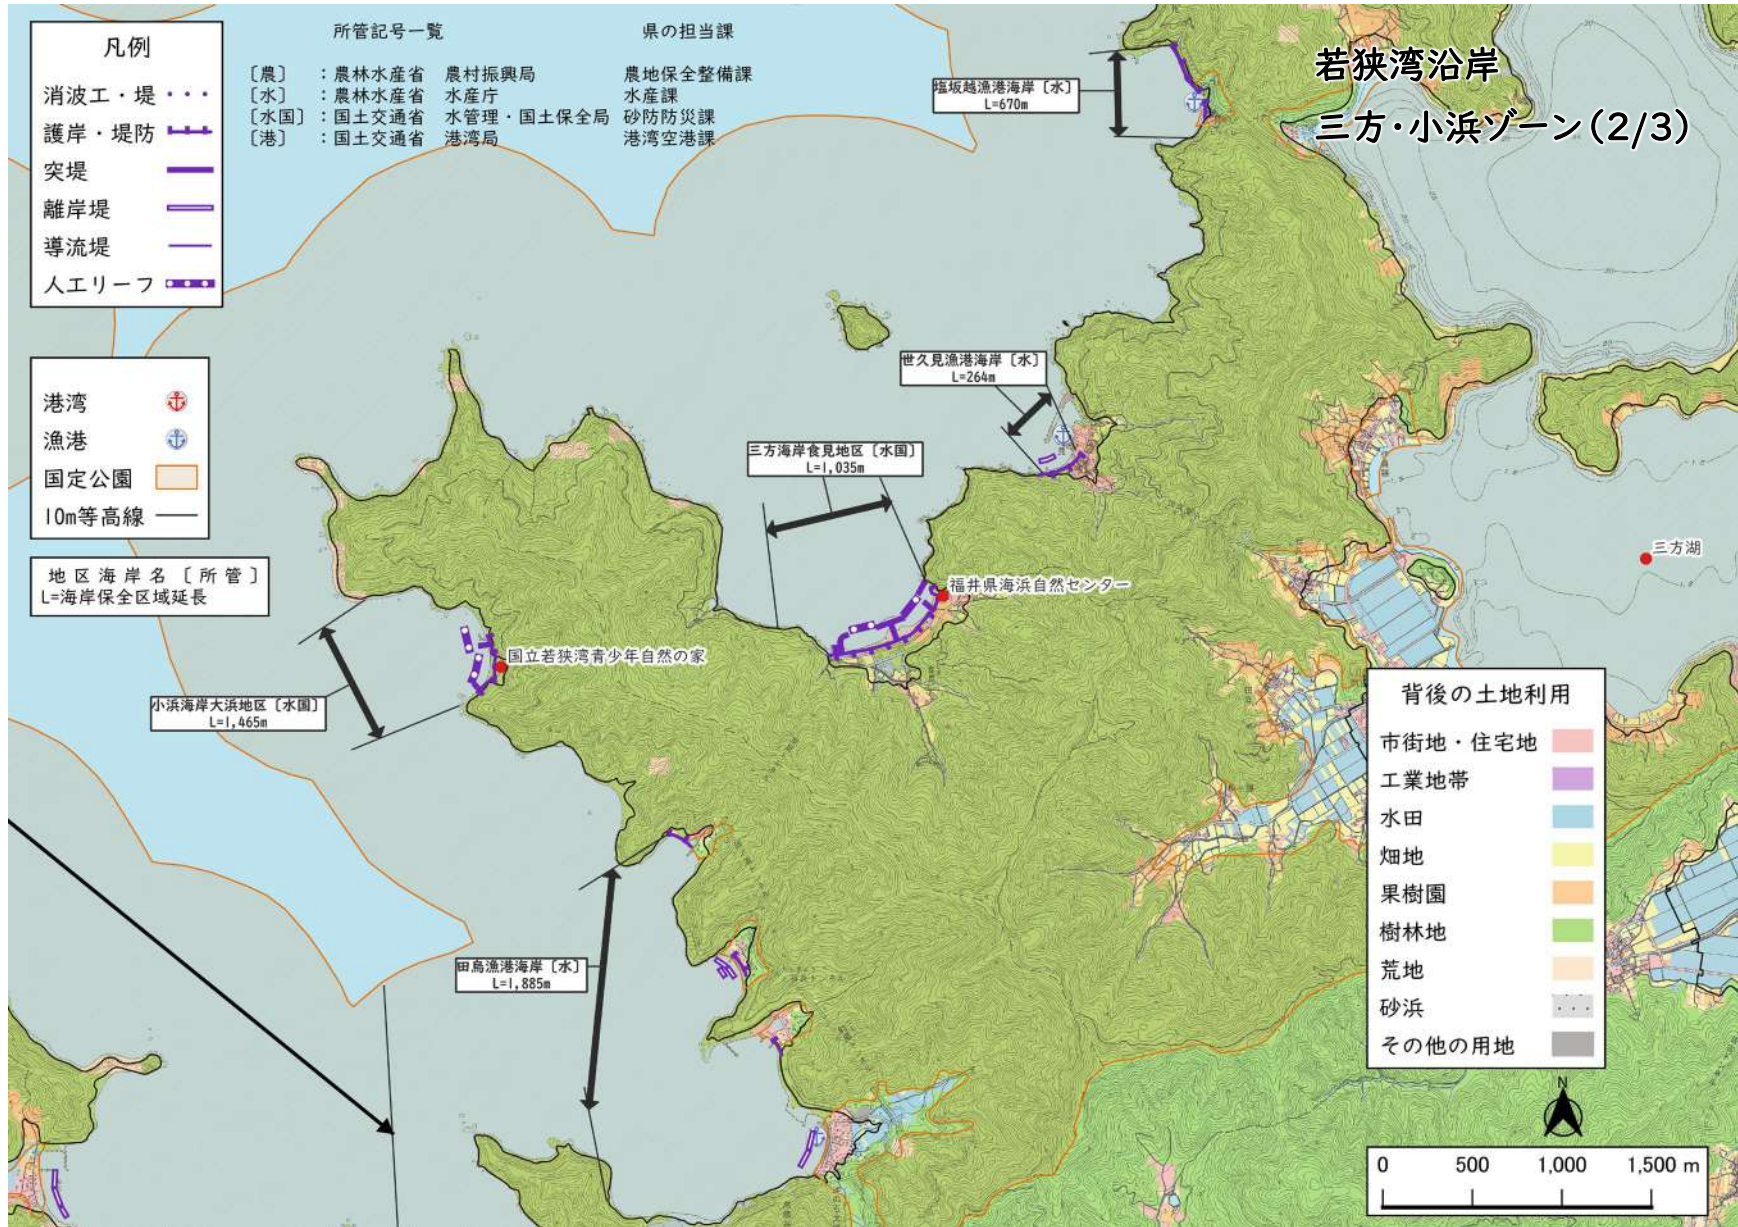 若狭湾沿岸
三方・小浜ゾーン(2/3)
凡例
消波工・堤
護岸・堤防
突堤
離岸堤
導流堤
人工リーフ
所管記号一覧 県の担当課
〔農〕 :農林水産省 農村振興局 農地保全整備課
〔水〕 :農林水産省 水産庁 水産課
〔水国〕:国土交通省 水管理・国土保全局 砂防防災課
〔港〕 :国土交通省 港湾局 港湾空港課
港湾
漁港
国定公園
10m等高線
地区海岸名〔所管〕
L=海岸保全区域延長
塩坂越漁港海岸〔水〕
L=670m
世久見漁港海岸〔水〕
L=264m
三方海岸食見地区〔水国〕
L=1,035m
三方湖
福井県海浜自然センター
国立若狭湾青少年自然の家
小浜海岸大浜地区〔水国〕
L=1,465m
田烏漁港海岸〔水〕
L=1,885m
背後の土地利用
市街地・住宅地
工業地帯
水田
畑地
果樹園
樹林地
荒地
砂浜
その他の用地
N
0 500 1,000 1,500 m